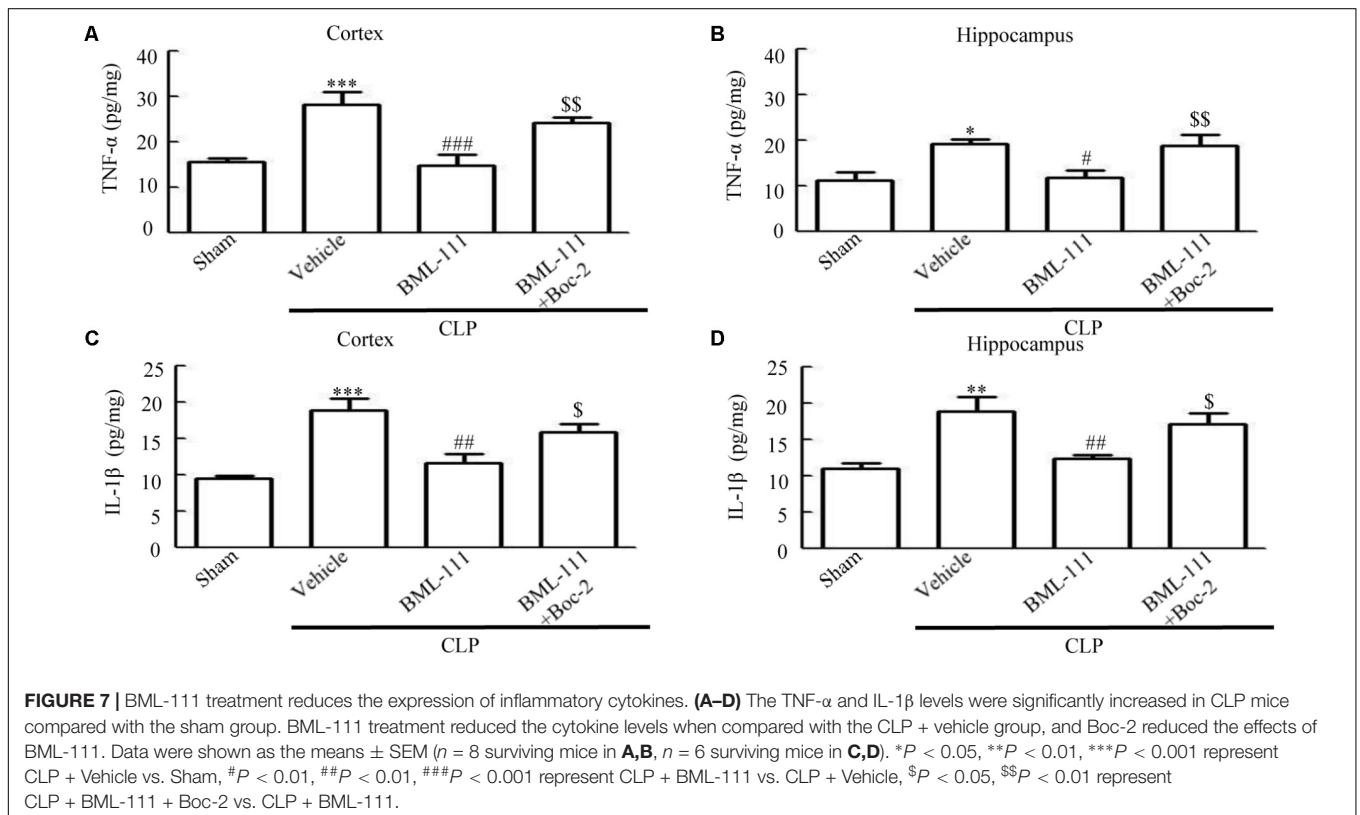 A
Cortex
TNF-α (pg/mg)
40
30
20
10
0
***
###
$$
Sham
Vehicle
BML-111
BML-111
+Boc-2
CLP
B
Hippocampus
TNF-α (pg/mg)
40
30
20
10
0
*
#
$$
Sham
Vehicle
BML-111
BML-111
+Boc-2
CLP
C
Cortex
IL-1β (pg/mg)
25
20
15
10
5
0
***
##
$
Sham
Vehicle
BML-111
BML-111
+Boc-2
CLP
D
Hippocampus
IL-1β (pg/mg)
25
20
15
10
5
0
**
##
$
Sham
Vehicle
BML-111
BML-111
+Boc-2
CLP
FIGURE 7 | BML-111 treatment reduces the expression of inflammatory cytokines. (A–D) The TNF-α and IL-1β levels were significantly increased in CLP mice
compared with the sham group. BML-111 treatment reduced the cytokine levels when compared with the CLP + vehicle group, and Boc-2 reduced the effects of
BML-111. Data were shown as the means ± SEM (n = 8 surviving mice in A,B, n = 6 surviving mice in C,D). *P < 0.05, **P < 0.01, ***P < 0.001 represent
CLP + Vehicle vs. Sham, #P < 0.01, ##P < 0.01, ###P < 0.001 represent CLP + BML-111 vs. CLP + Vehicle, $P < 0.05, $$P < 0.01 represent
CLP + BML-111 + Boc-2 vs. CLP + BML-111.